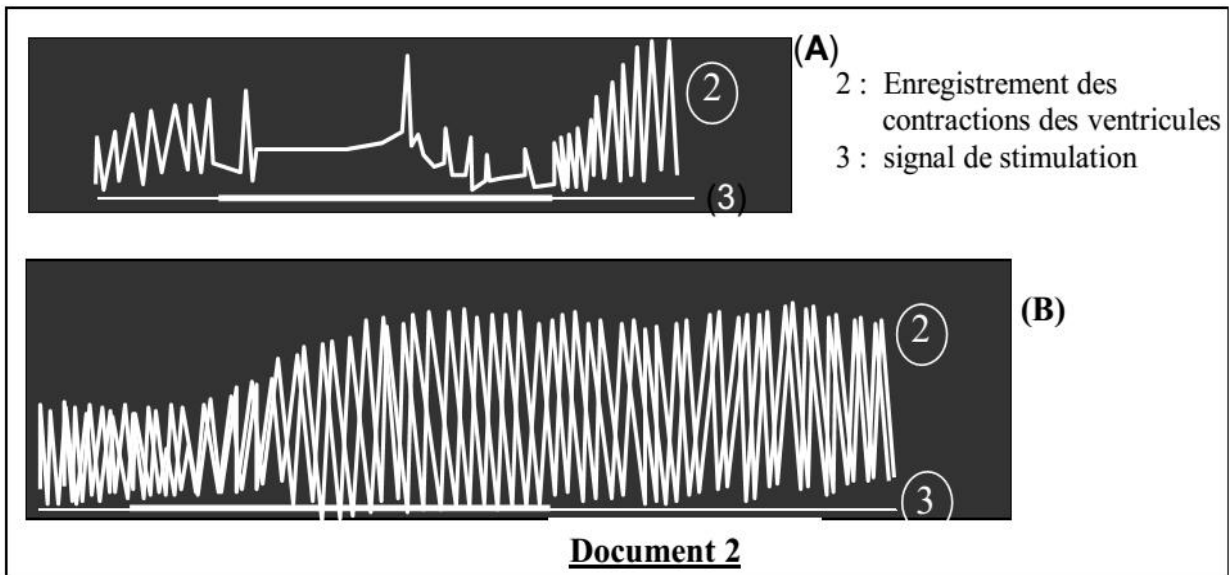 (A)
2
2 : Enregistrement des
contractions des ventricules
3 : signal de stimulation
(3)
(B)
2
3
Document 2